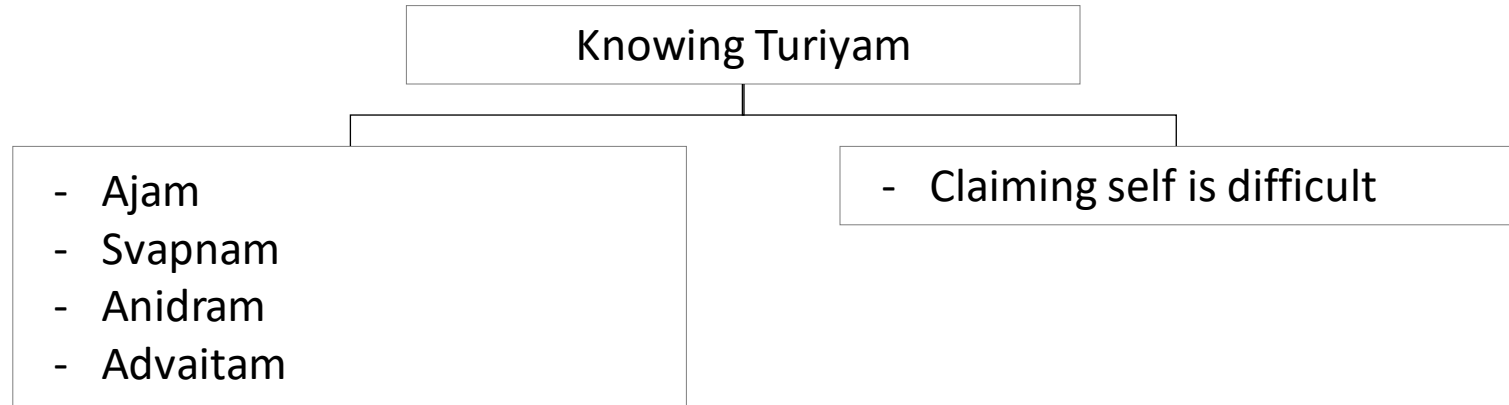 Knowing Turiyam
- Ajam
- Svapnam
- Anidram
- Advaitam
- Claiming self is difficult